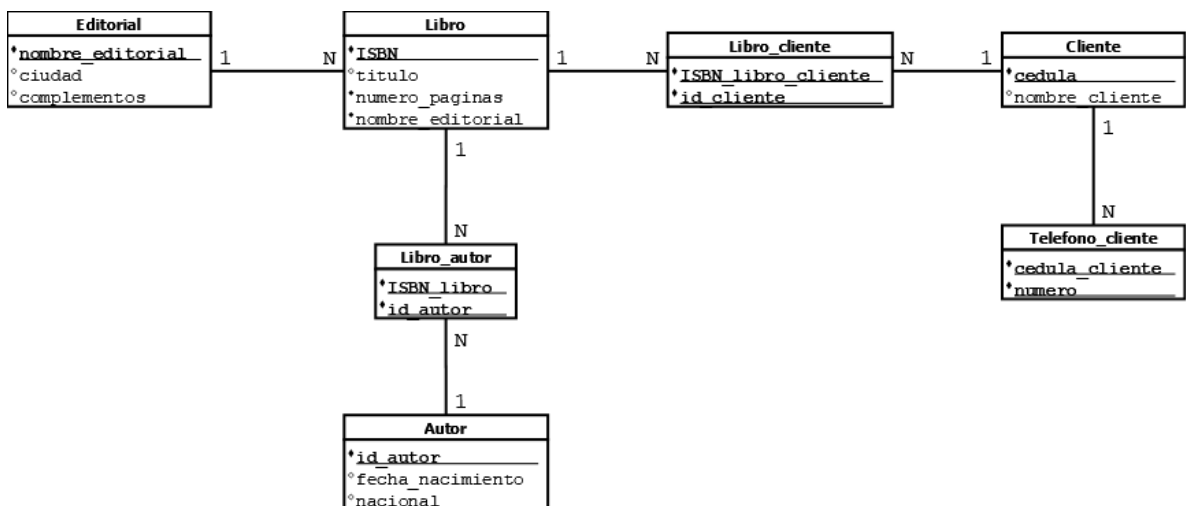 Editorial
nombre_editorial
ciudad
complementos
1
N
Libro
ISBN
titulo
numero_paginas
nombre_editorial
1
N
Libro_cliente
ISBN_libro_cliente
id_cliente
N
1
Cliente
cedula
nombre_cliente
1
N
Telefono_cliente
cedula_cliente
numero
1
N
Libro_autor
ISBN_libro
id_autor
N
1
Autor
id_autor
fecha_nacimiento
nacional